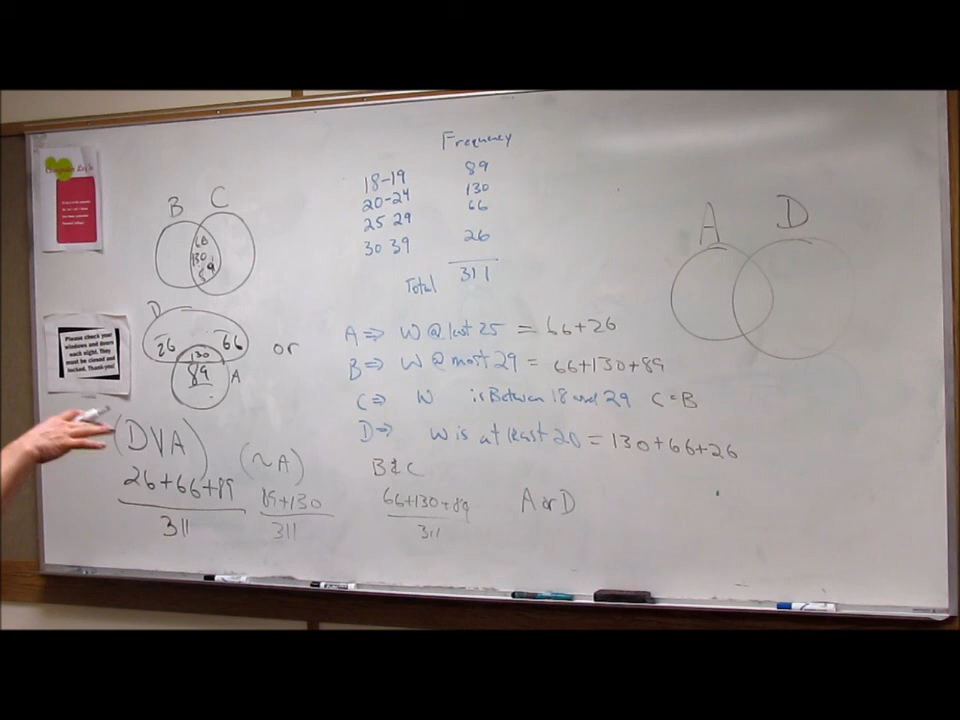 Frequency
18-19 89
20-24 130
25 29 66
30 39 26
Total 311
B C
130
89
D
26 130 66
89 A
or
A D
Please check your
windows and doors
each night. They
must be closed and
locked. Thank you!
A ⇒ W @ last 25 = 66+26
B ⇒ W @ most 29 = 66+130+89
C ⇒ W is Between 18 and 29 C=B
D ⇒ W is at least 20 = 130+66+26
(D∨A) (~A) B & C
26+66+89 89+130 66+130+89 A or D
311 311 311